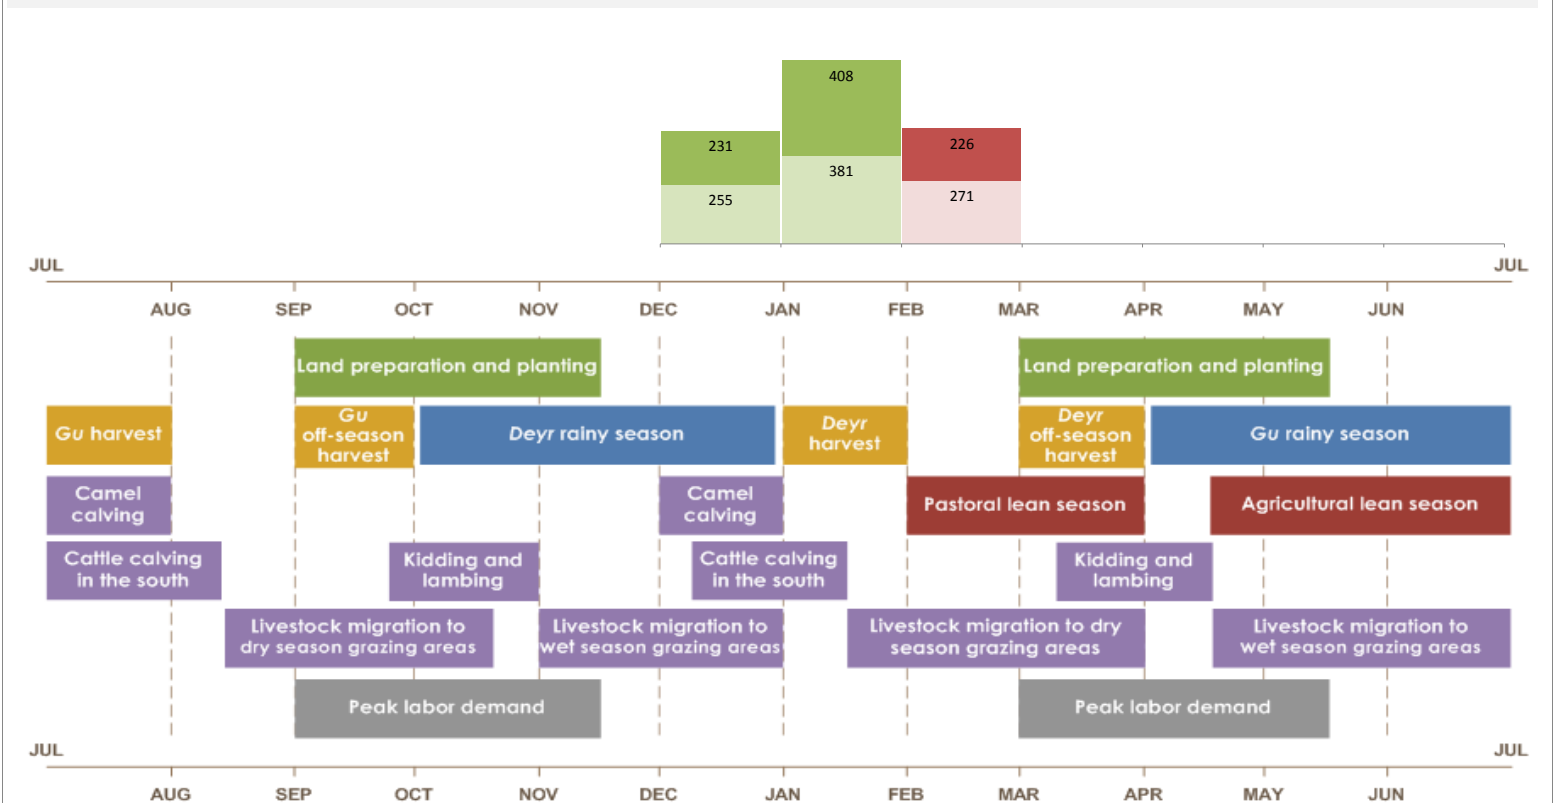 408
231
226
381
255
271
JUL JUL
AUG SEP OCT NOV DEC JAN FEB MAR APR MAY JUN
Land preparation and planting
Land preparation and planting
Gu harvest
Gu
off-season
harvest
Deyr rainy season
Deyr
harvest
Deyr
off-season
harvest
Gu rainy season
Camel
calving
Camel
calving
Pastoral lean season
Agricultural lean season
Cattle calving
in the south
Kidding and
lambing
Cattle calving
in the south
Kidding and
lambing
Livestock migration to
dry season grazing areas
Livestock migration to
wet season grazing areas
Livestock migration to dry
season grazing areas
Livestock migration to
wet season grazing areas
Peak labor demand
Peak labor demand
JUL JUL
AUG SEP OCT NOV DEC JAN FEB MAR APR MAY JUN